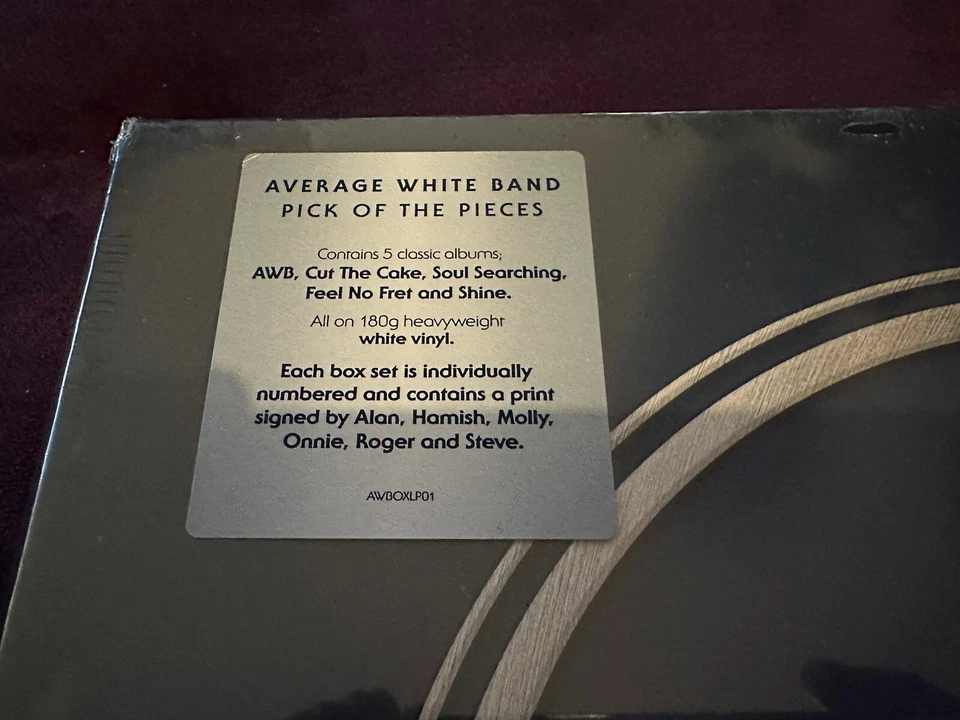 AVERAGE WHITE BAND
PICK OF THE PIECES
Contains 5 classic albums;
AWB, Cut The Cake, Soul Searching,
Feel No Fret and Shine.
All on 180g heavyweight
white vinyl.
Each box set is individually
numbered and contains a print
signed by Alan, Hamish, Molly,
Onnie, Roger and Steve.
AWBOXLP01